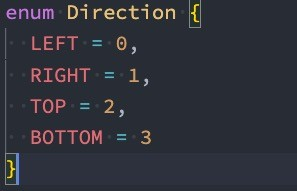 enum Direction {
  LEFT = 0,
  RIGHT = 1,
  TOP = 2,
  BOTTOM = 3
}